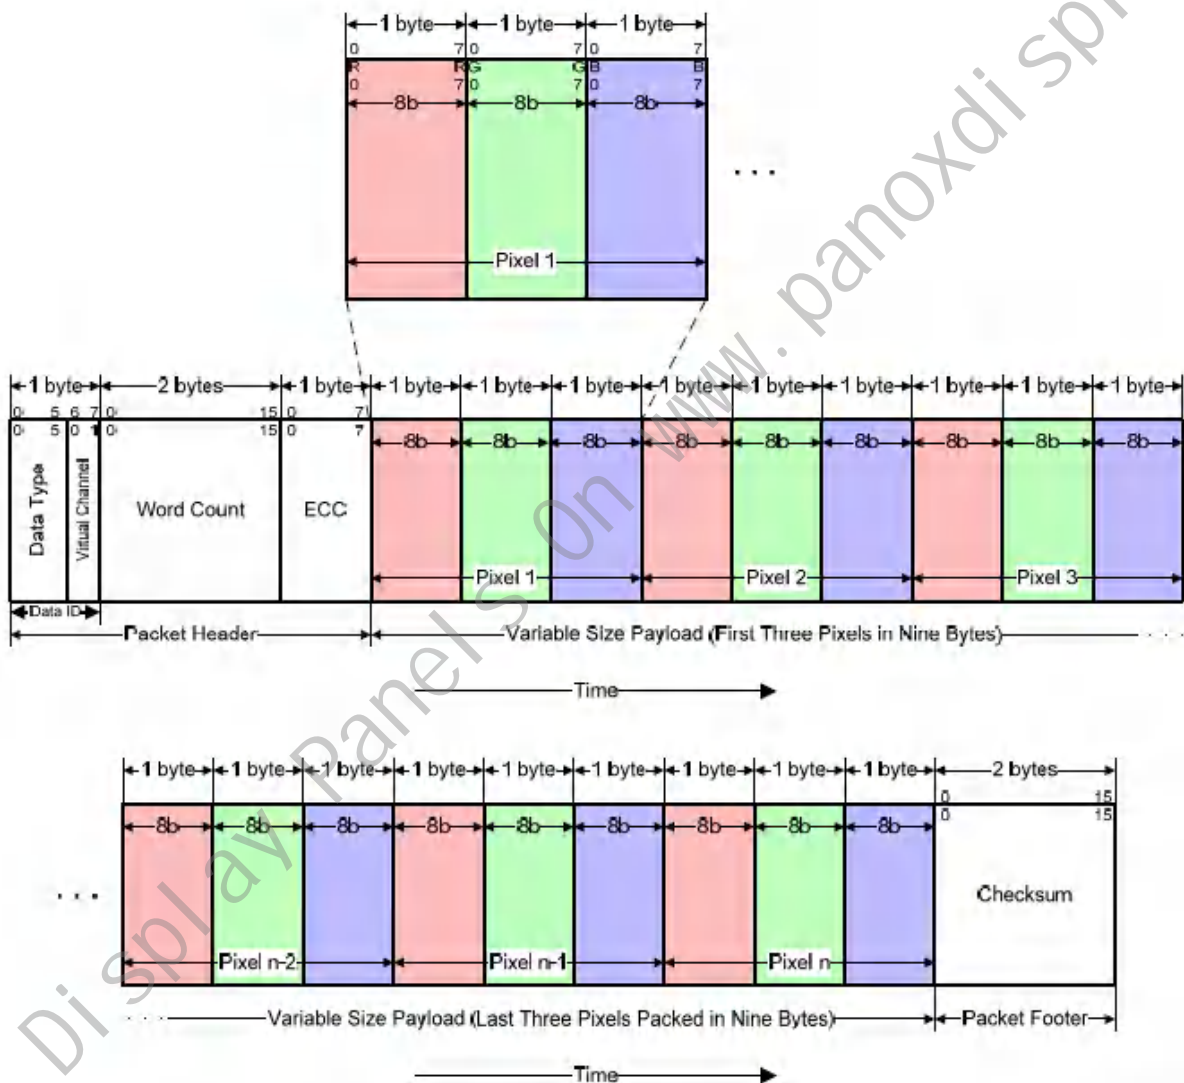 1 byte 1 byte 1 byte
0 7 0 7 0 7
R R G G B B
0 7 0 7 0 7
8b 8b 8b
Pixel 1
. . .
1 byte 2 bytes 1 byte 1 byte 1 byte 1 byte 1 byte 1 byte 1 byte 1 byte 1 byte 1 byte
0 5 6 7 0 15 0 7
0 5 0 1 0 15 0 7
8b 8b 8b 8b 8b 8b 8b 8b 8b
Data Type
Virtual Channel
Word Count
ECC
Pixel 1 Pixel 2 Pixel 3
Data ID
Packet Header
Variable Size Payload (First Three Pixels in Nine Bytes)
Time
1 byte 1 byte 1 byte 1 byte 1 byte 1 byte 1 byte 1 byte 1 byte 2 bytes
0 15
0 15
8b 8b 8b 8b 8b 8b 8b 8b 8b
. . .
Checksum
Pixel n-2 Pixel n-1 Pixel n
Variable Size Payload (Last Three Pixels Packed in Nine Bytes)
Packet Footer
Time
Display Panels On www.panoxdispl